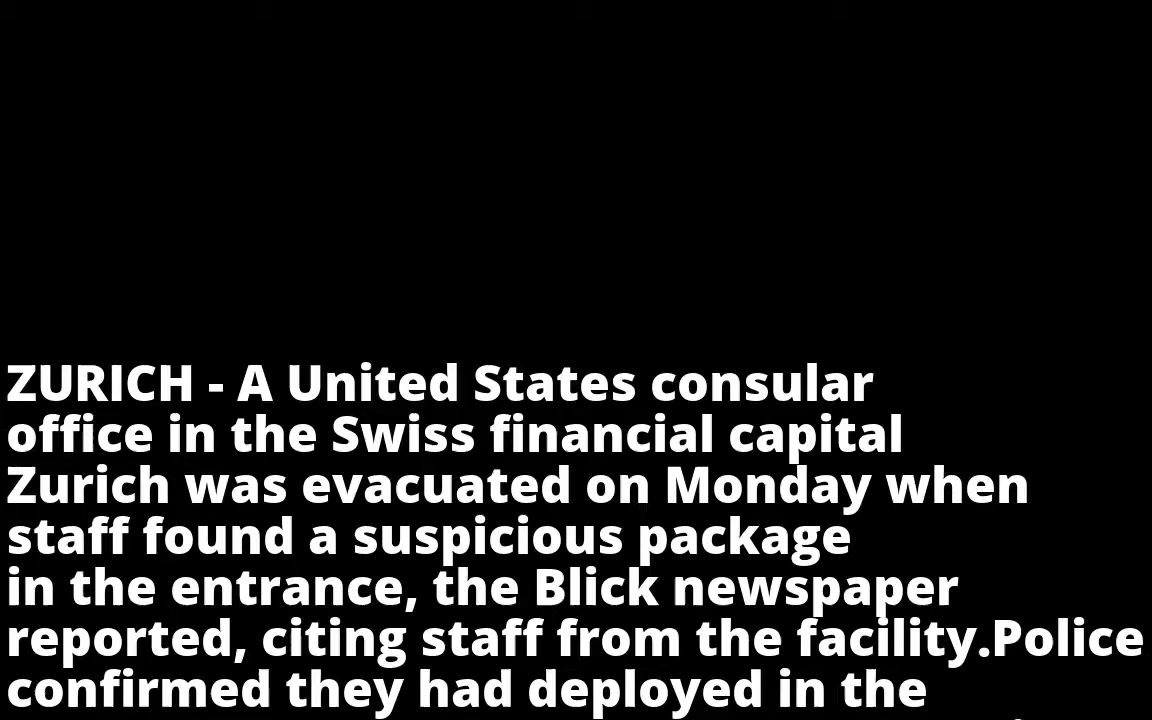 ZURICH - A United States consular
office in the Swiss financial capital
Zurich was evacuated on Monday when
staff found a suspicious package
in the entrance, the Blick newspaper
reported, citing staff from the facility.Police
confirmed they had deployed in the